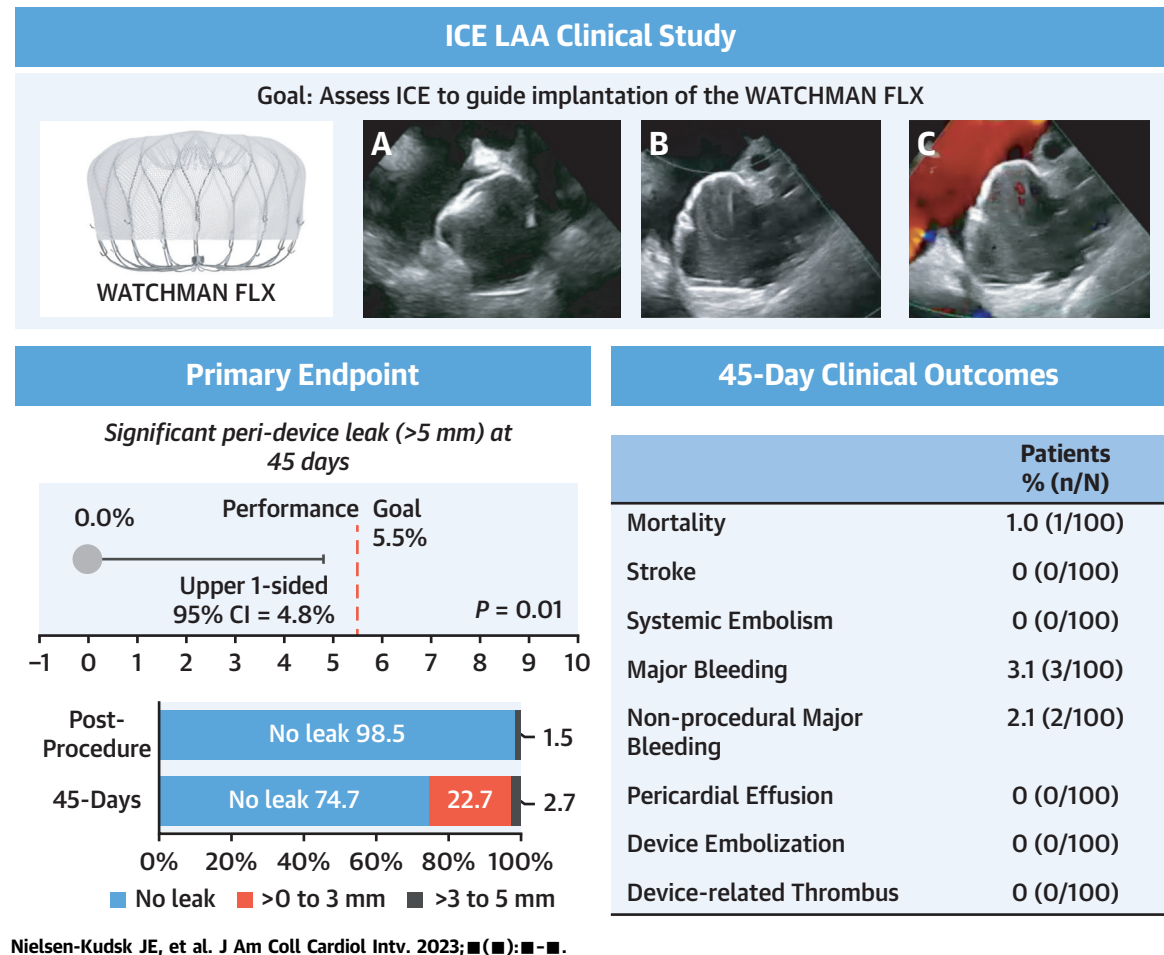 ICE LAA Clinical Study
Goal: Assess ICE to guide implantation of the WATCHMAN FLX
WATCHMAN FLX
A
B
C
Primary Endpoint
Significant peri-device leak (>5 mm) at
45 days
0.0%
Performance Goal
5.5%
Upper 1-sided
95% CI = 4.8%
P = 0.01
–1 0 1 2 3 4 5 6 7 8 9 10
Post-
Procedure
No leak 98.5
1.5
45-Days
No leak 74.7
22.7
2.7
0% 20% 40% 60% 80% 100%
No leak >0 to 3 mm >3 to 5 mm
45-Day Clinical Outcomes
Patients
% (n/N)
Mortality 1.0 (1/100)
Stroke 0 (0/100)
Systemic Embolism 0 (0/100)
Major Bleeding 3.1 (3/100)
Non-procedural Major 2.1 (2/100)
Bleeding
Pericardial Effusion 0 (0/100)
Device Embolization 0 (0/100)
Device-related Thrombus 0 (0/100)
Nielsen-Kudsk JE, et al. J Am Coll Cardiol Intv. 2023;■(■):■-■.